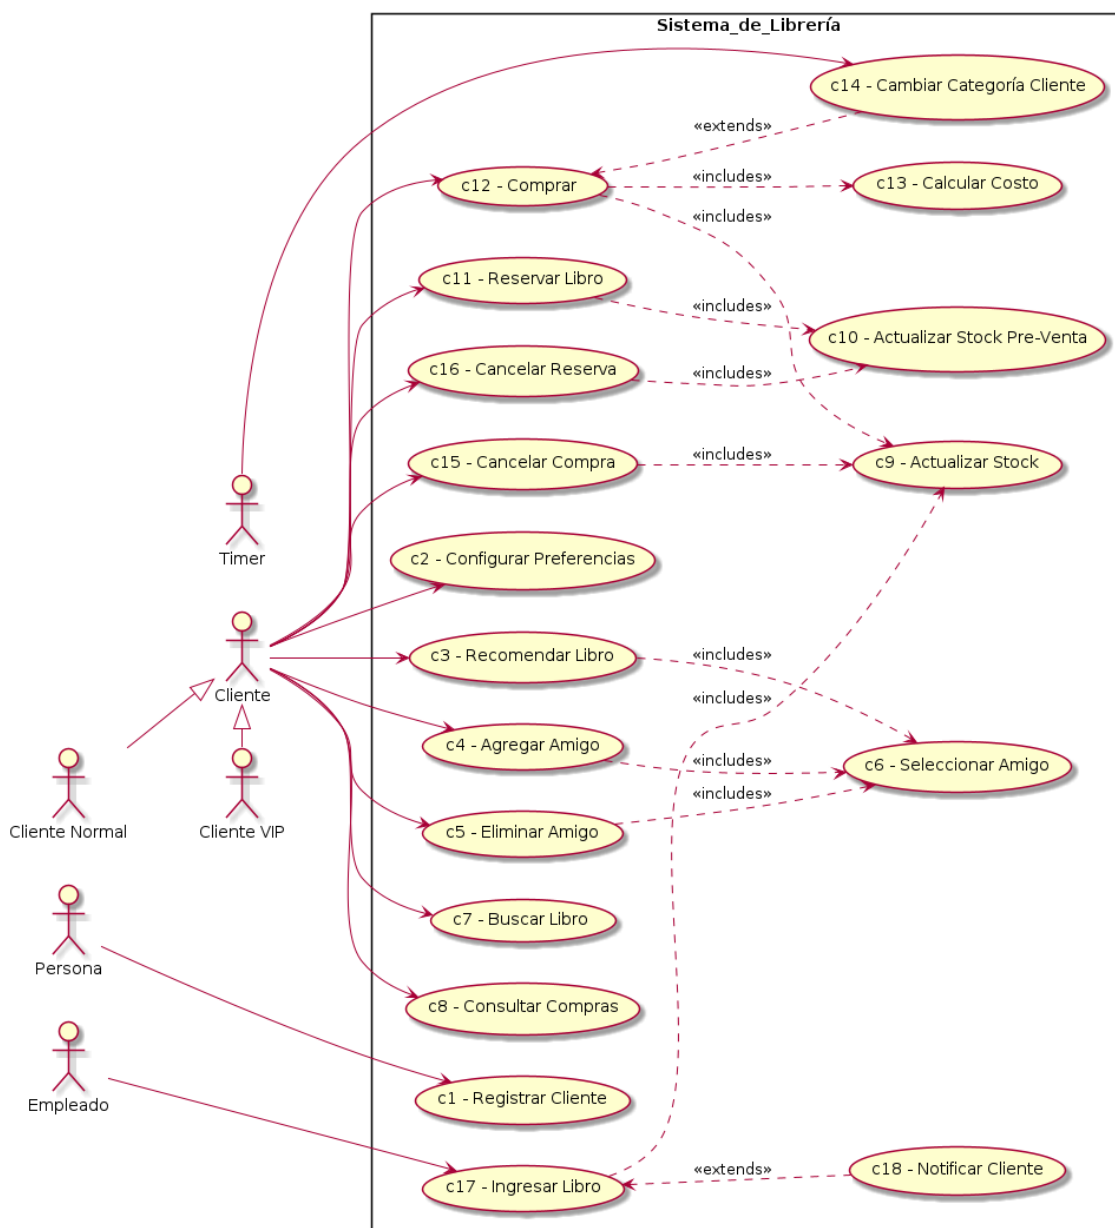 Sistema_de_Librería
c14 - Cambiar Categoría Cliente
«extends»
c12 - Comprar
«includes»
c13 - Calcular Costo
«includes»
c11 - Reservar Libro
«includes»
c10 - Actualizar Stock Pre-Venta
c16 - Cancelar Reserva
«includes»
c15 - Cancelar Compra
«includes»
c9 - Actualizar Stock
Timer
c2 - Configurar Preferencias
c3 - Recomendar Libro
«includes»
Cliente
«includes»
c4 - Agregar Amigo
«includes»
c6 - Seleccionar Amigo
«includes»
Cliente Normal
Cliente VIP
c5 - Eliminar Amigo
c7 - Buscar Libro
Persona
c8 - Consultar Compras
c1 - Registrar Cliente
Empleado
«extends»
c18 - Notificar Cliente
c17 - Ingresar Libro